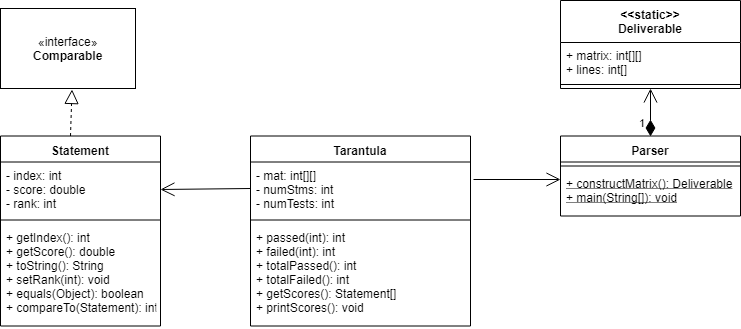 «interface»
Comparable
<<static>>
Deliverable
+ matrix: int[][]
+ lines: int[]
1
Statement
- index: int
- score: double
- rank: int
+ getIndex(): int
+ getScore(): double
+ toString(): String
+ setRank(int): void
+ equals(Object): boolean
+ compareTo(Statement): int
Tarantula
- mat: int[][]
- numStms: int
- numTests: int
+ passed(int): int
+ failed(int): int
+ totalPassed(): int
+ totalFailed(): int
+ getScores(): Statement[]
+ printScores(): void
Parser
+ constructMatrix(): Deliverable
+ main(String[]): void